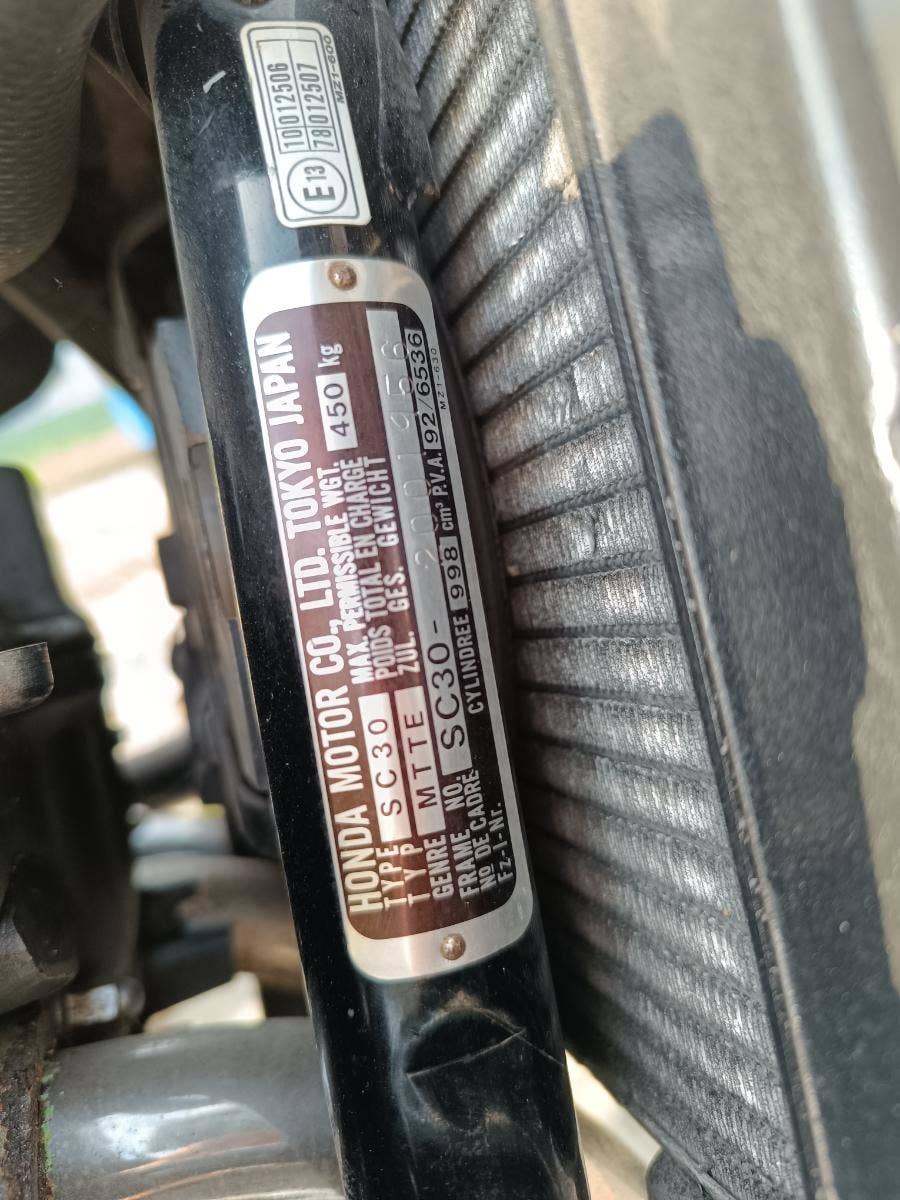 E 13
10012506
78012507
MZ1-600
HONDA MOTOR CO., LTD. TOKYO JAPAN
TYPE SC30 MAX. PERMISSIBLE WGT. 450 kg
TYP POIDS TOTAL EN CHARGE
GENRE MTTE ZUL. GES. GEWICHT
FRAME NO. SC30-
Nº DE CADRE CYLINDREE 998 cm³ P.V.A. 92/6536
Fz-I-Nr.
MZ1-630